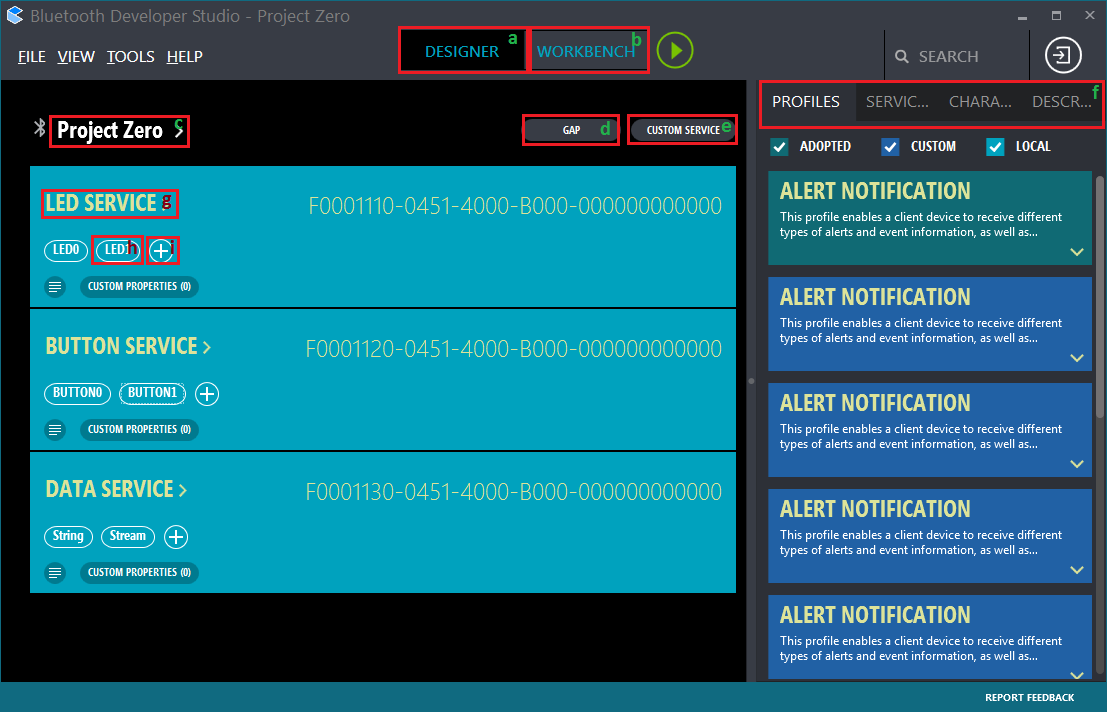 Bluetooth Developer Studio - Project Zero
FILE VIEW TOOLS HELP
DESIGNER a
WORKBENCH b
SEARCH
Project Zero c
GAP d
CUSTOM SERVICE e
PROFILES SERVIC... CHARA... DESCR... f
ADOPTED CUSTOM LOCAL
LED SERVICE g
F0001110-0451-4000-B000-000000000000
LED0 LED1 h i
CUSTOM PROPERTIES (0)
BUTTON SERVICE
F0001120-0451-4000-B000-000000000000
BUTTON0 BUTTON1
CUSTOM PROPERTIES (0)
DATA SERVICE
F0001130-0451-4000-B000-000000000000
String Stream
CUSTOM PROPERTIES (0)
ALERT NOTIFICATION
This profile enables a client device to receive different
types of alerts and event information, as well as...
ALERT NOTIFICATION
This profile enables a client device to receive different
types of alerts and event information, as well as...
ALERT NOTIFICATION
This profile enables a client device to receive different
types of alerts and event information, as well as...
ALERT NOTIFICATION
This profile enables a client device to receive different
types of alerts and event information, as well as...
ALERT NOTIFICATION
This profile enables a client device to receive different
types of alerts and event information, as well as...
REPORT FEEDBACK